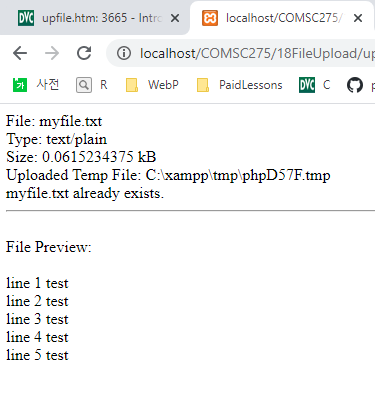 DVC upfile.htm: 3665 - Intro
localhost/COMSC275/
localhost/COMSC275/18FileUpload/up
사전 R WebP PaidLessons DVC C
File: myfile.txt
Type: text/plain
Size: 0.0615234375 kB
Uploaded Temp File: C:\xampp\tmp\phpD57F.tmp
myfile.txt already exists.
File Preview:
line 1 test
line 2 test
line 3 test
line 4 test
line 5 test